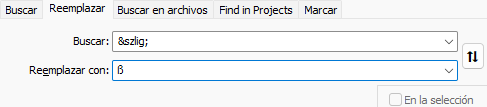 Buscar Reemplazar Buscar en archivos Find in Projects Marcar
Buscar: &szlig;
Reemplazar con: ß
En la selección